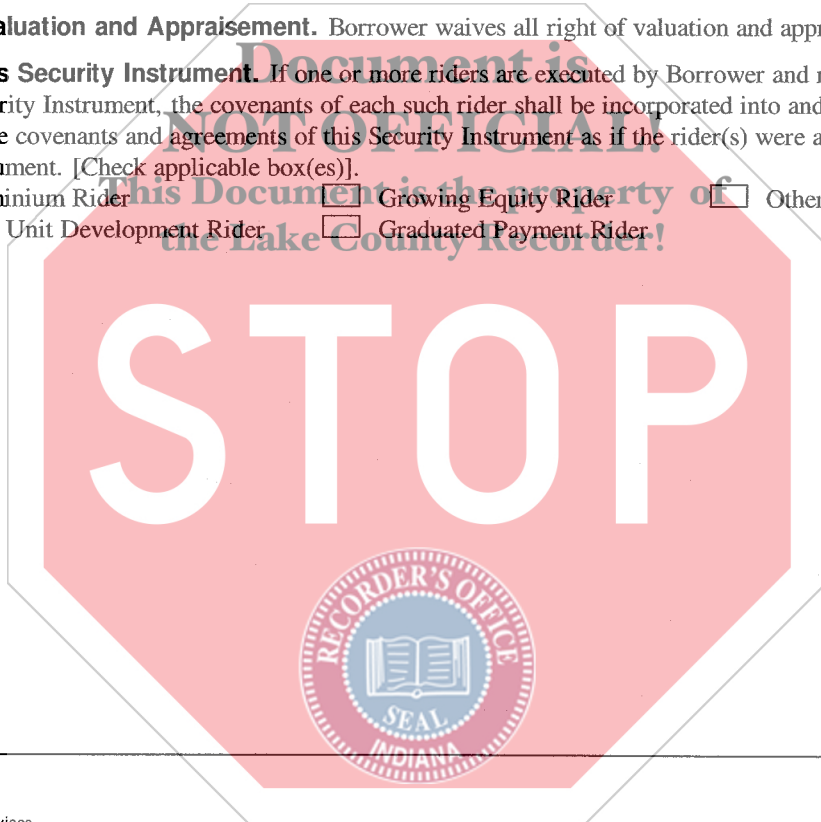 aluation and Appraisement. Borrower waives all right of valuation and appr
Document is
s Security Instrument. If one or more riders are executed by Borrower and
rity Instrument, the covenants of each such rider shall be incorporated into and
NOT OFFICIAL!
e covenants and agreements of this Security Instrument as if the rider(s) were a
ument. [Check applicable box(es)].
This Document is the property of
inium Rider Growing Equity Rider Other
the Lake County Recorder!
Unit Development Rider Graduated Payment Rider
STOP
RECORDER'S OFFICE
SEAL
INDIANA